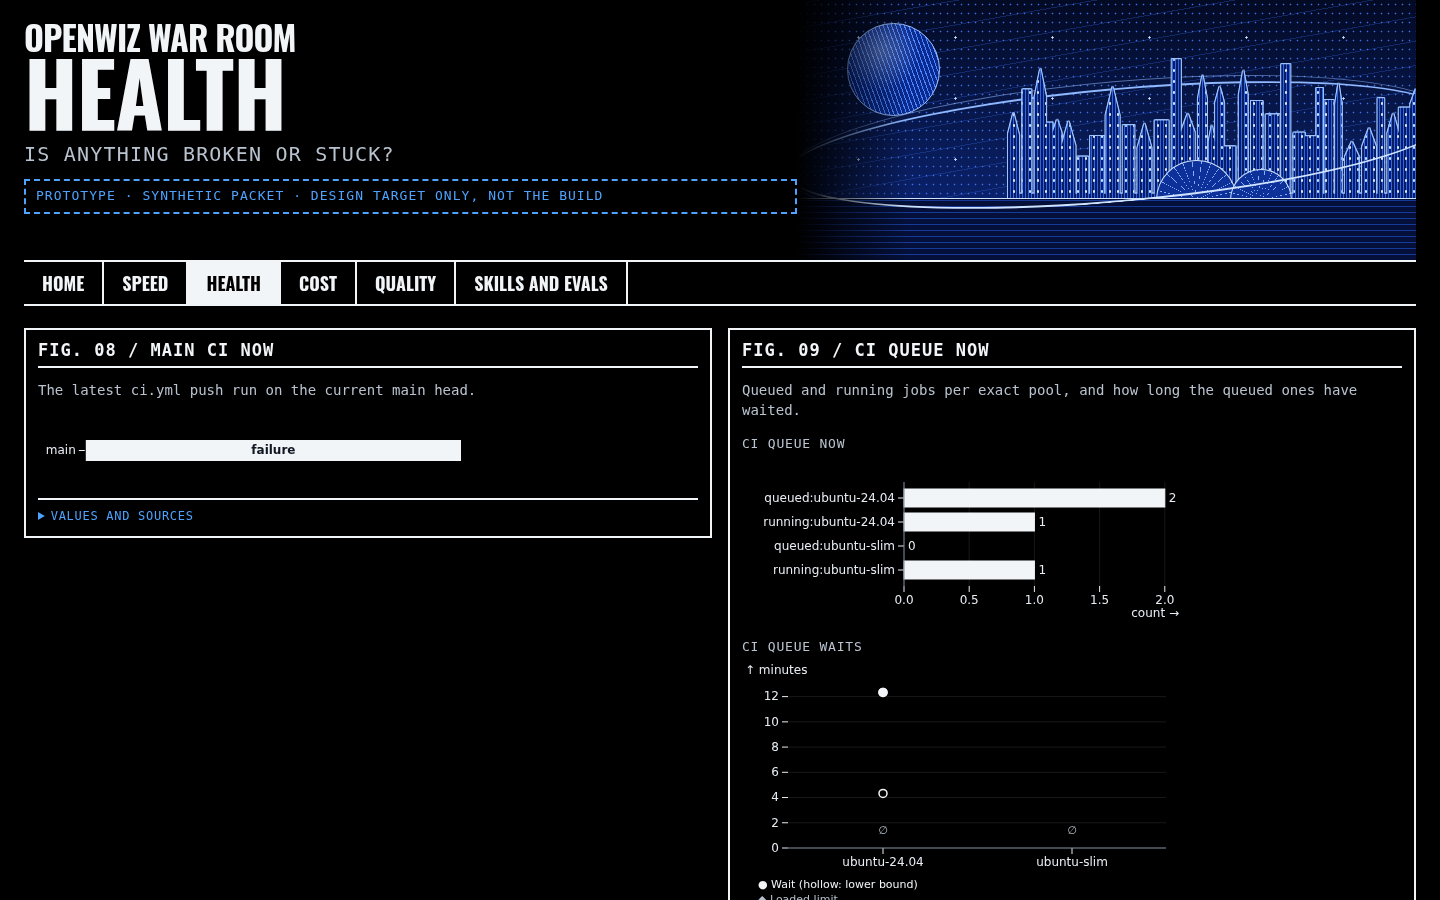 OPENWIZ WAR ROOM
HEALTH
IS ANYTHING BROKEN OR STUCK?
PROTOTYPE · SYNTHETIC PACKET · DESIGN TARGET ONLY, NOT THE BUILD
HOME
SPEED
HEALTH
COST
QUALITY
SKILLS AND EVALS
FIG. 08 / MAIN CI NOW
The latest ci.yml push run on the current main head.
main
failure
▶ VALUES AND SOURCES
FIG. 09 / CI QUEUE NOW
Queued and running jobs per exact pool, and how long the queued ones have
waited.
CI QUEUE NOW
queued:ubuntu-24.04
2
running:ubuntu-24.04
1
queued:ubuntu-slim
0
running:ubuntu-slim
1
0.0 0.5 1.0 1.5 2.0
count →
CI QUEUE WAITS
↑ minutes
12
10
8
6
4
2
∅ ∅
0
ubuntu-24.04 ubuntu-slim
Wait (hollow: lower bound)
Loaded limit